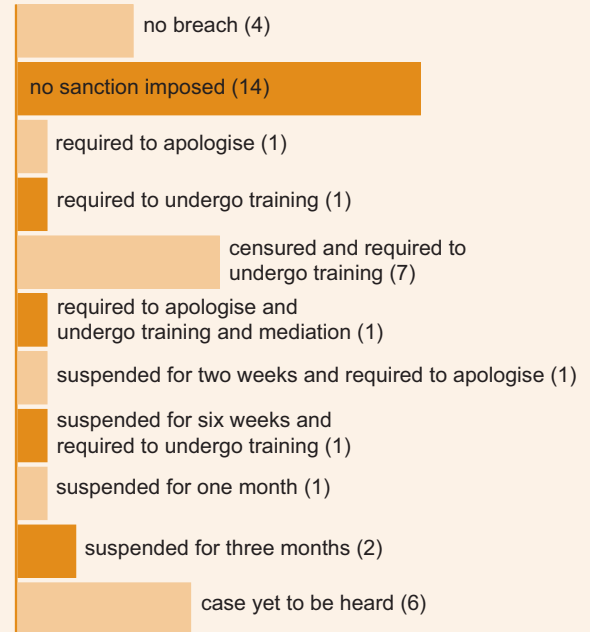 no breach (4)
no sanction imposed (14)
required to apologise (1)
required to undergo training (1)
censured and required to
undergo training (7)
required to apologise and
undergo training and mediation (1)
suspended for two weeks and required to apologise (1)
suspended for six weeks and
required to undergo training (1)
suspended for one month (1)
suspended for three months (2)
case yet to be heard (6)